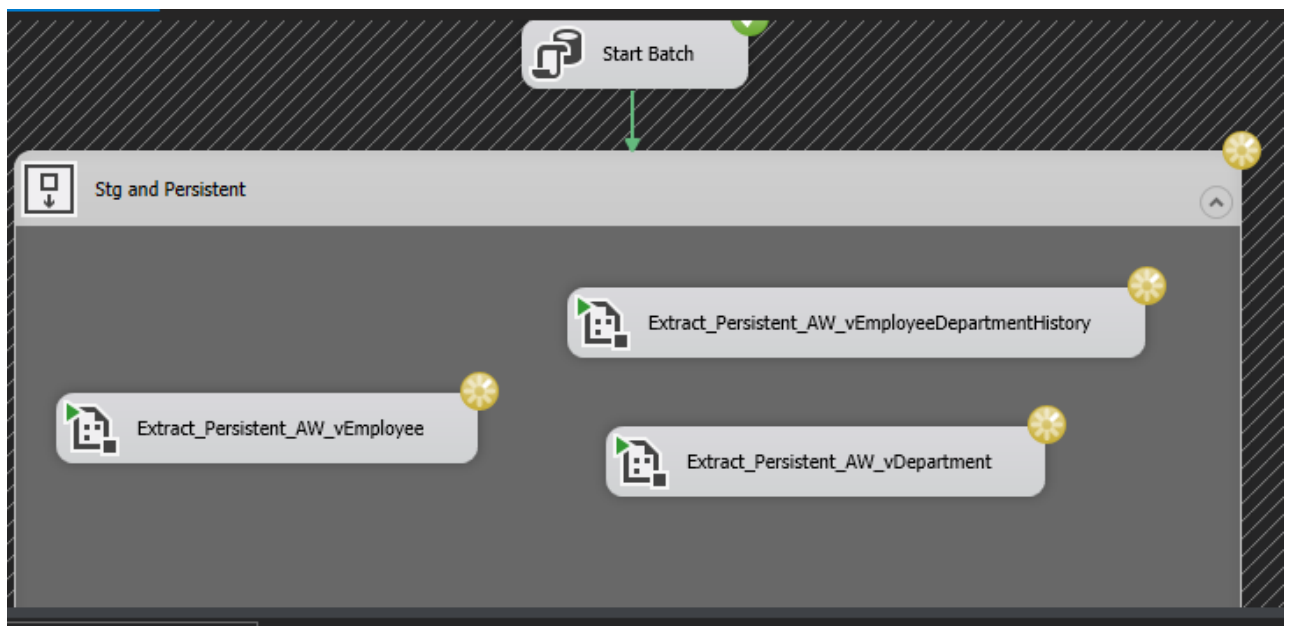 Start Batch
Stg and Persistent
Extract_Persistent_AW_vEmployeeDepartmentHistory
Extract_Persistent_AW_vEmployee
Extract_Persistent_AW_vDepartment